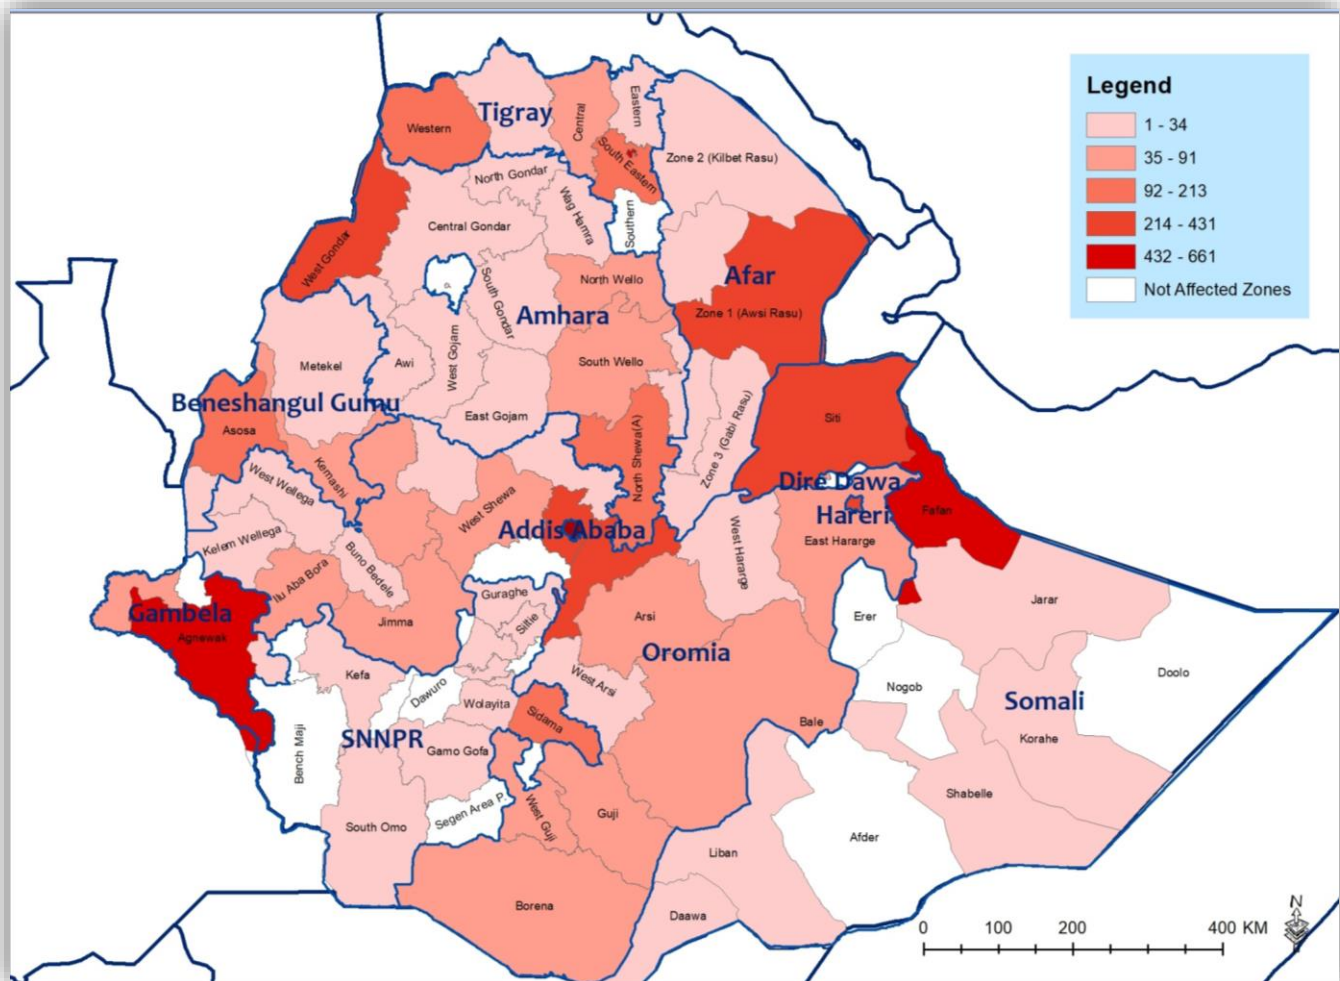 Legend
1 - 34
35 - 91
92 - 213
214 - 431
432 - 661
Not Affected Zones
Western
Tigray
Central
Eastern
South Eastern
Zone 2 (Kilbet Rasu)
North Gondar
Wag Hamra
Southern
Central Gondar
West Gondar
South Gondar
North Wello
Afar
Zone 1 (Awsi Rasu)
Amhara
Metekel
Awi
West Gojam
South Wello
East Gojam
Beneshangul Gumu
Asosa
Kemashi
North Shewa(A)
Zone 3 (Gabi Rasu)
Siti
West Wellega
West Shewa
Dire Dawa
Hareri
Fafan
Addis Ababa
Kelem Wellega
Buno Bedele
West Hararge
East Hararge
Ilu Aba Bora
Guraghe
Gambela
Agnewak
Jimma
Siltie
Arsi
Erer
Jarar
Oromia
Kefa
West Arsi
Doolo
Dawuro
Wolayita
Nogob
Somali
Sidama
Bale
SNNPR
Bench Maji
Gamo Gofa
Korahe
Shabelle
Segen Area P.
West Guji
Guji
South Omo
Afder
Liban
Borena
Daawa
N
0 100 200 400 KM